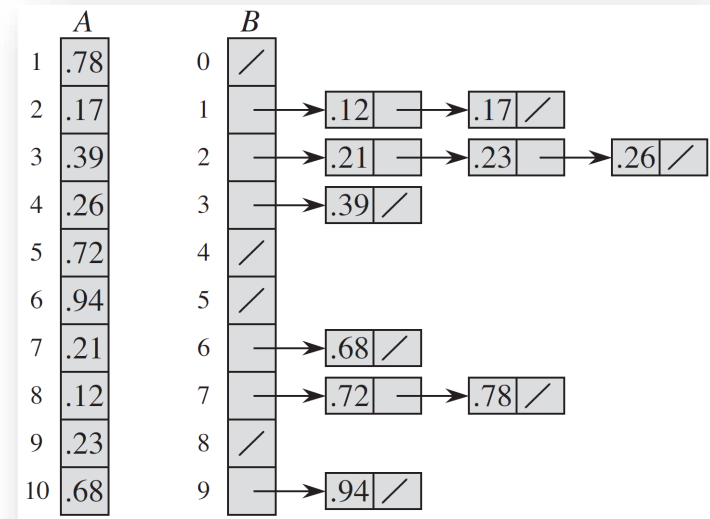 A B
1 .78 0
2 .17 1 .12 .17
3 .39 2 .21 .23 .26
4 .26 3 .39
5 .72 4
6 .94 5
7 .21 6 .68
8 .12 7 .72 .78
9 .23 8
10 .68 9 .94